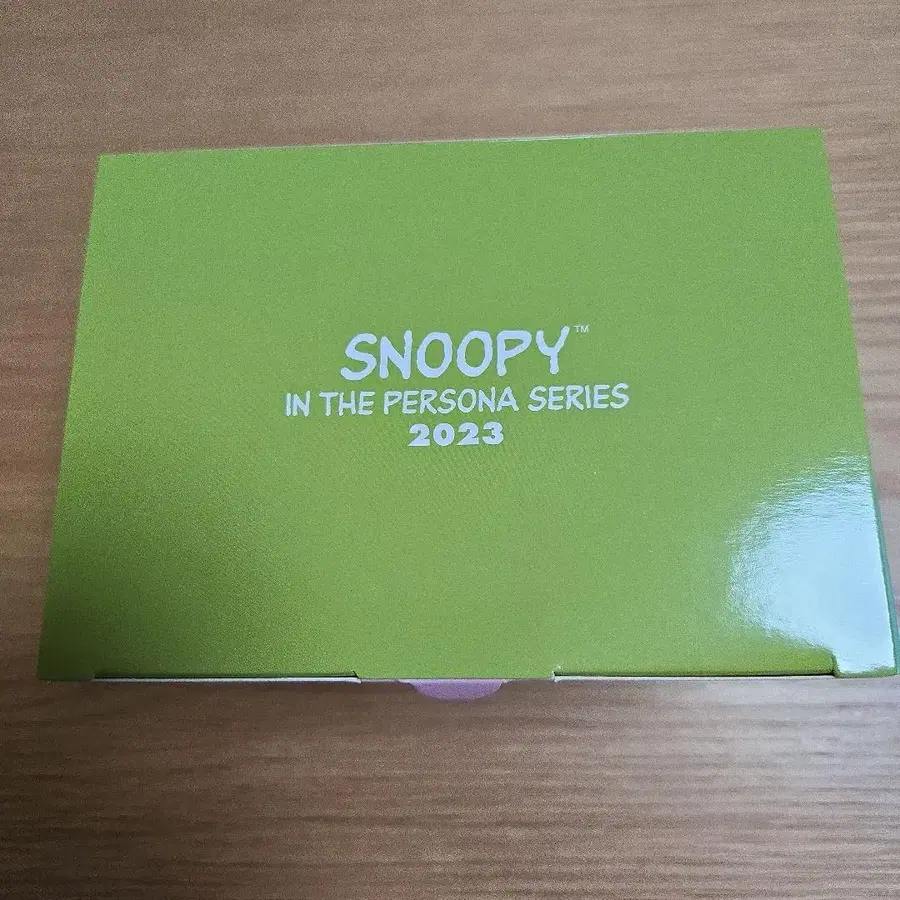 SNOOPY™
IN THE PERSONA SERIES
2023